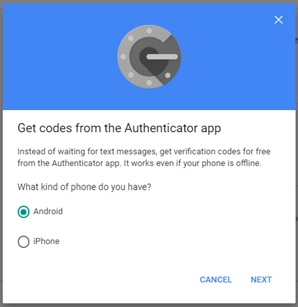 Get codes from the Authenticator app
Instead of waiting for text messages, get verification codes for free
from the Authenticator app. It works even if your phone is offline.
What kind of phone do you have?
Android
iPhone
CANCEL NEXT